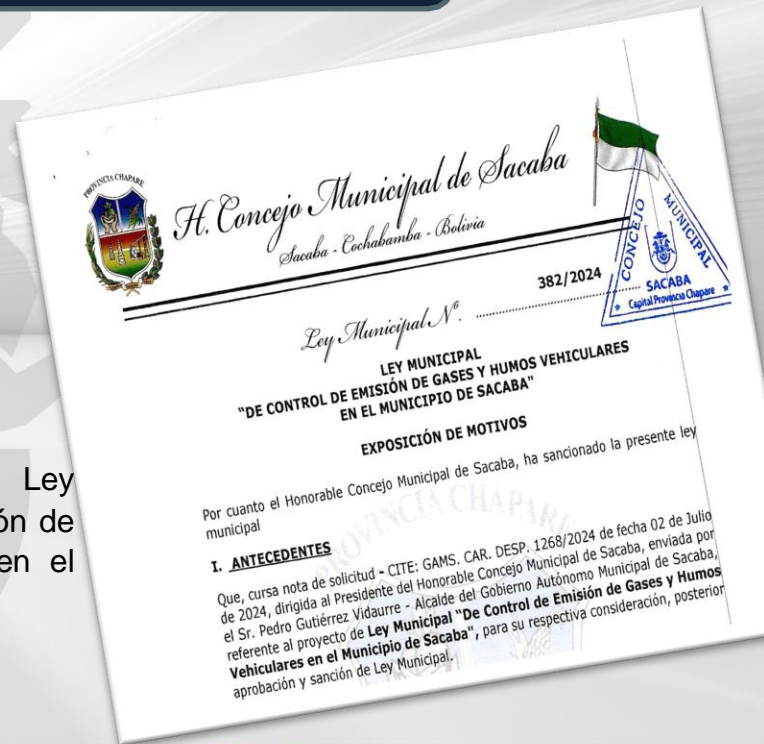 Ley
ón de
en el
PROVINCIA CHAPARE
H. Concejo Municipal de Sacaba
Sacaba - Cochabamba - Bolivia
CONCEJO MUNICIPAL
SACABA
Capital Provincia Chapare
Ley Municipal Nº. 382/2024
LEY MUNICIPAL
"DE CONTROL DE EMISIÓN DE GASES Y HUMOS VEHICULARES
EN EL MUNICIPIO DE SACABA"
EXPOSICIÓN DE MOTIVOS
Por cuanto el Honorable Concejo Municipal de Sacaba, ha sancionado la presente ley
municipal
PROVINCIA CHAPARE
I. ANTECEDENTES
Que, cursa nota de solicitud - CITE: GAMS. CAR. DESP. 1268/2024 de fecha 02 de Julio
de 2024, dirigida al Presidente del Honorable Concejo Municipal de Sacaba, enviada por
el Sr. Pedro Gutiérrez Vidaurre - Alcalde del Gobierno Autónomo Municipal de Sacaba,
referente al proyecto de Ley Municipal "De Control de Emisión de Gases y Humos
Vehiculares en el Municipio de Sacaba", para su respectiva consideración, posterior
aprobación y sanción de Ley Municipal.